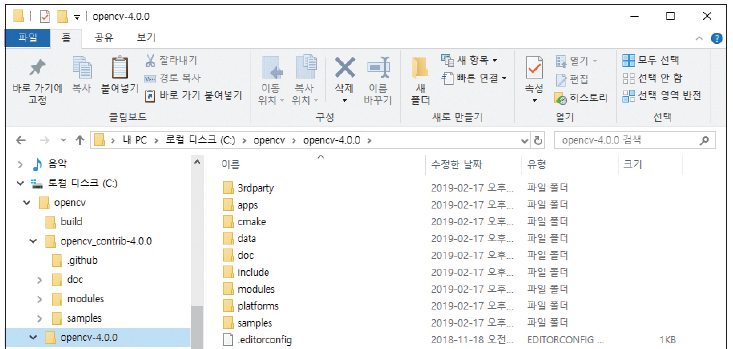 opencv-4.0.0
파일 홈 공유 보기
바로 가기에 고정
복사
붙여넣기
잘라내기
경로 복사
바로 가기 붙여넣기
클립보드
이동 위치
복사 위치
삭제
이름 바꾸기
구성
새 폴더
새 항목
빠른 연결
새로 만들기
속성
열기
편집
히스토리
열기
모두 선택
선택 안 함
선택 영역 반전
선택
내 PC > 로컬 디스크 (C:) > opencv > opencv-4.0.0 >
opencv-4.0.0 검색
음악
로컬 디스크 (C:)
opencv
build
opencv_contrib-4.0.0
.github
doc
modules
samples
opencv-4.0.0
이름 수정한 날짜 유형 크기
3rdparty 2019-02-17 오후... 파일 폴더
apps 2019-02-17 오후... 파일 폴더
cmake 2019-02-17 오후... 파일 폴더
data 2019-02-17 오후... 파일 폴더
doc 2019-02-17 오후... 파일 폴더
include 2019-02-17 오후... 파일 폴더
modules 2019-02-17 오후... 파일 폴더
platforms 2019-02-17 오후... 파일 폴더
samples 2019-02-17 오후... 파일 폴더
.editorconfig 2018-11-18 오전... EDITORCONFIG ... 1KB